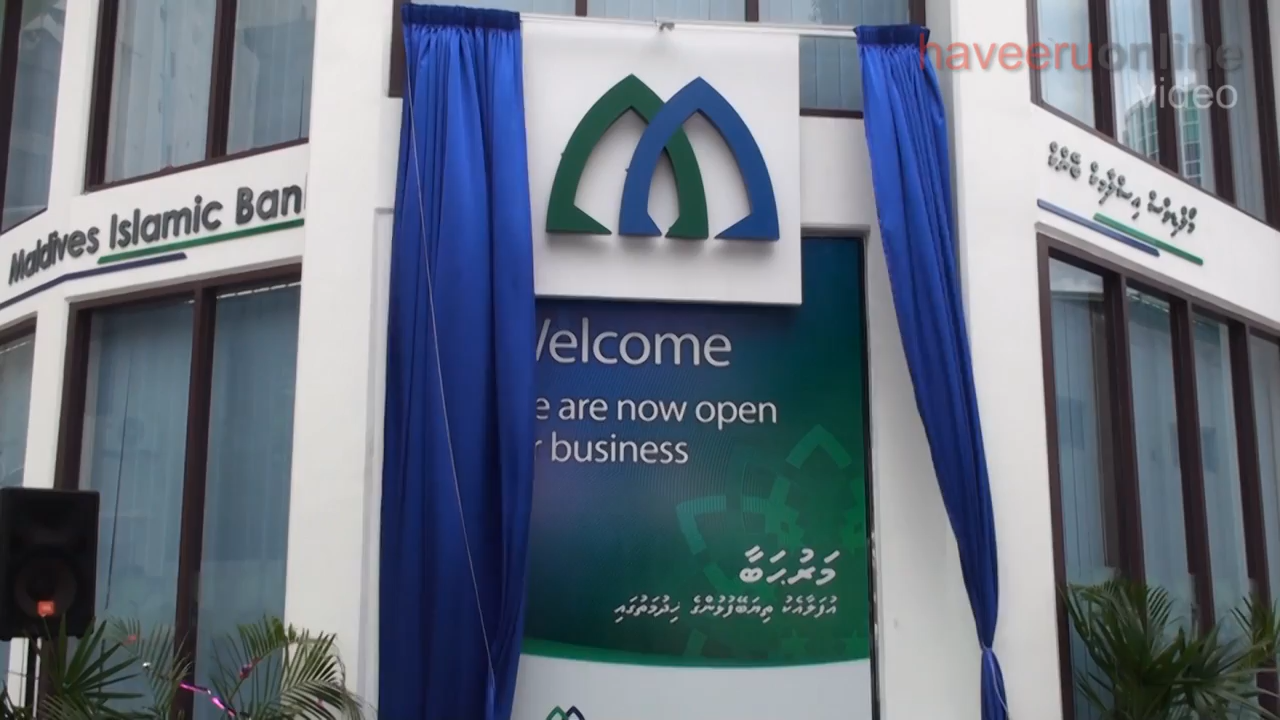 haveeruonline
video
Maldives Islamic Ban
މޯލްޑިވްސް އިސްލާމިކް ބޭންކް
Welcome
are now open
business
މަރުޙަބާ
އުފަލާއެކު ތިޔަބޭފުޅުންގެ ޚިދުމަތުގައި